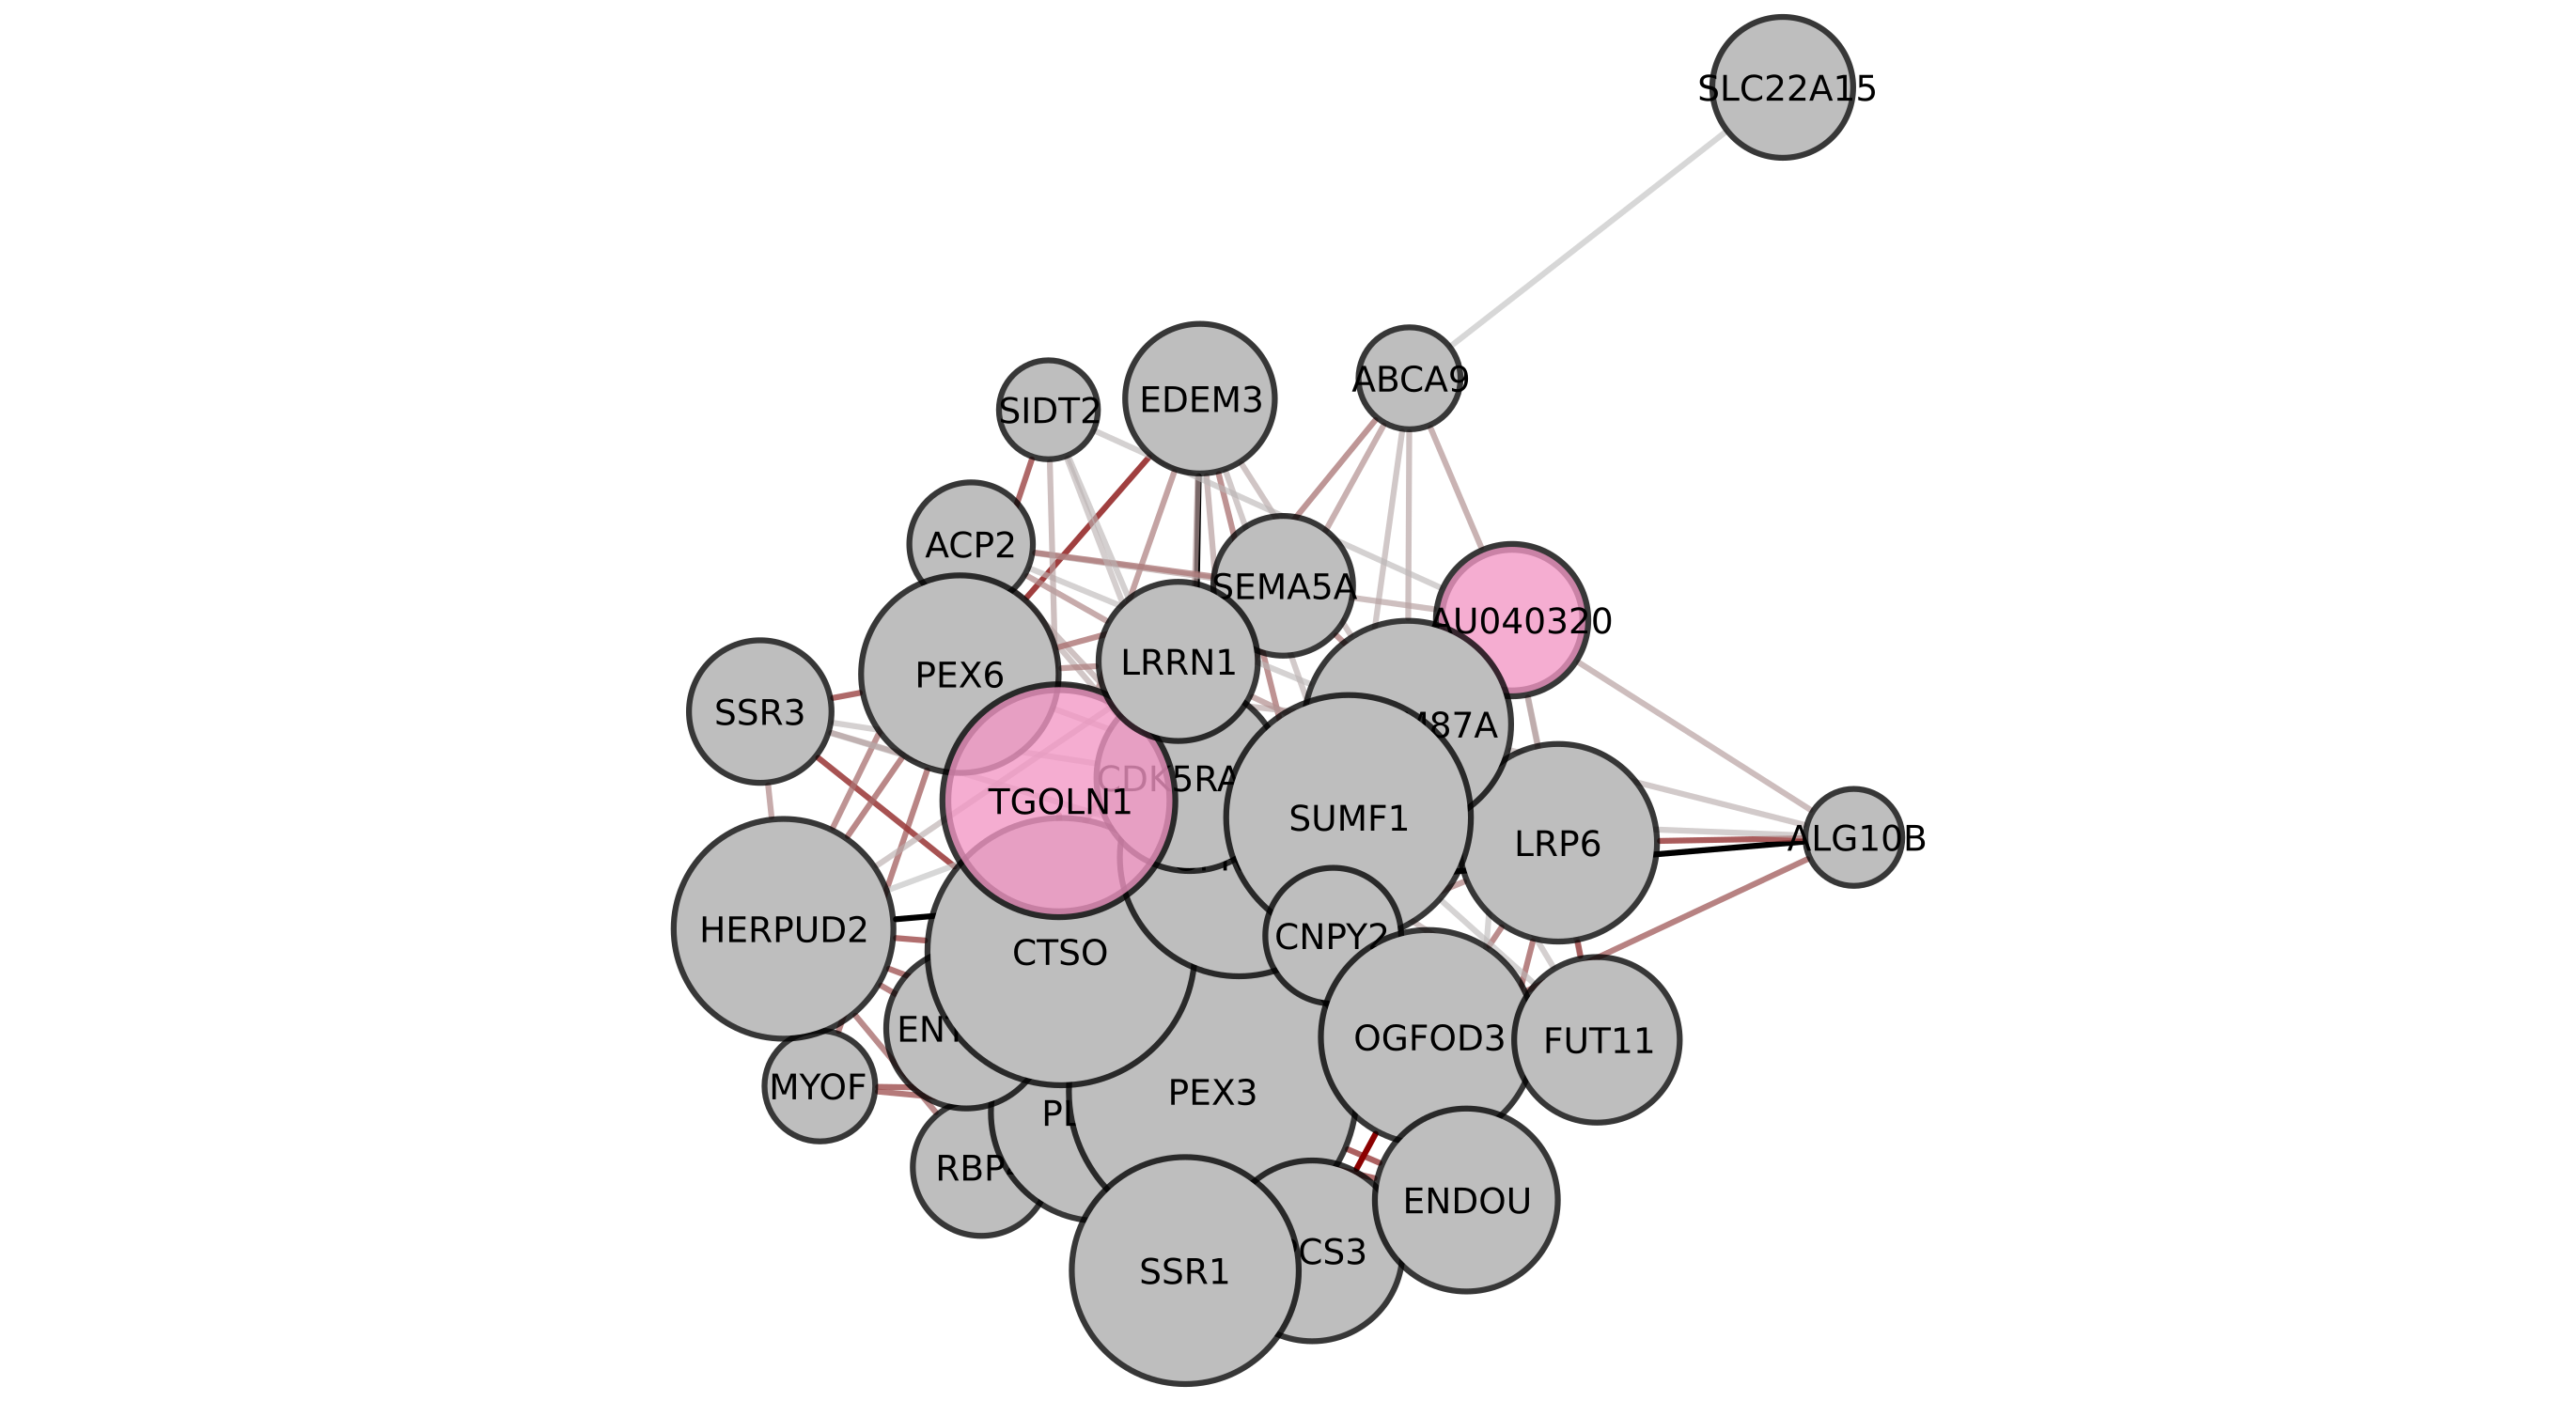 SLC22A15
ABCA9
EDEM3
SIDT2
ACP2
SEMA5A
AU040320
LRRN1
PEX6
SSR3
87A
CDK5RA
TGOLN1
SUMF1
LRP6
ALG10B
HERPUD2
CNPY2
CTSO
EN
OGFOD3
FUT11
MYOF
PEX3
PL
RBP
ENDOU
CS3
SSR1